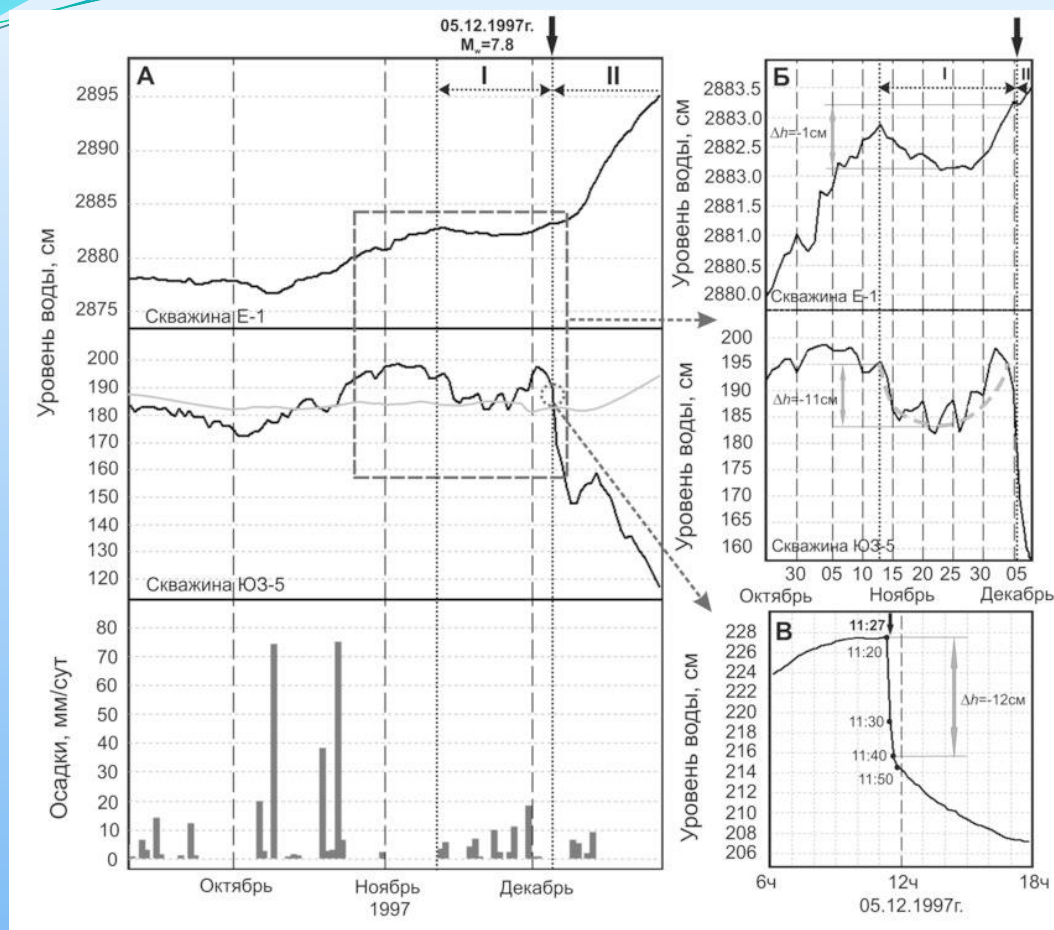 05.12.1997г.
Mw=7.8
А
I
II
2895
2890
2885
2880
2875
Уровень воды, см
Скважина Е-1
200
190
180
170
160
150
140
130
120
Скважина ЮЗ-5
80
70
60
50
40
30
20
10
0
Осадки, мм/сут
Октябрь
Ноябрь
Декабрь
1997
Б
I
II
2883.5
2883.0
2882.5
2883.0
2881.5
2881.0
2880.5
2880.0
Уровень воды, см
Δh=-1см
Скважина Е-1
200
195
190
185
180
175
170
165
160
Уровень воды, см
Δh=-11см
Скважина ЮЗ-5
30 05 10 15 20 25 30 05
Октябрь
Ноябрь
Декабрь
В
228
226
224
222
220
218
216
214
212
210
208
206
Уровень воды, см
11:27
11:20
11:30
11:40
11:50
Δh=-12см
6ч 12ч 18ч
05.12.1997г.